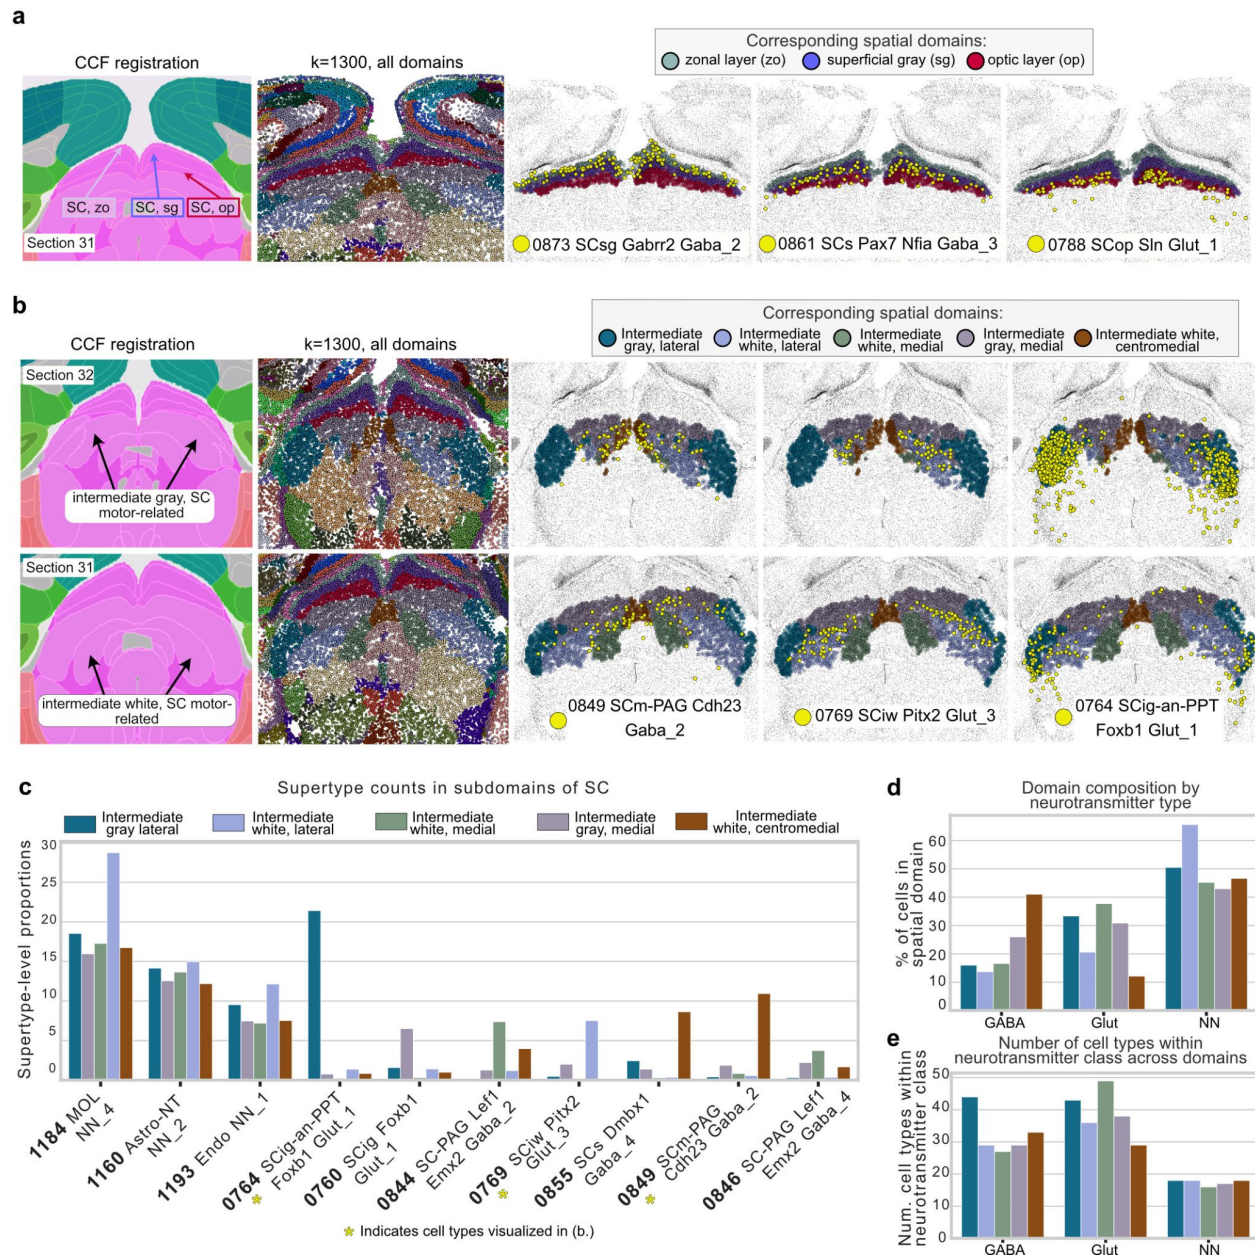 a
CCF registration
k=1300, all domains
Corresponding spatial domains:
zonal layer (zo)
superficial gray (sg)
optic layer (op)
SC, zo
SC, sg
SC, op
Section 31
0873 SCsg Gabrr2 Gaba_2
0861 SCs Pax7 Nfia Gaba_3
0788 SCop Sln Glut_1
b
CCF registration
k=1300, all domains
Corresponding spatial domains:
Intermediate
gray, lateral
Intermediate
white, lateral
Intermediate
white, medial
Intermediate
gray, medial
Intermediate white,
centromedial
Section 32
intermediate gray, SC
motor-related
Section 31
intermediate white, SC motor-
related
0849 SCm-PAG Cdh23
Gaba_2
0769 SCiw Pitx2 Glut_3
0764 SCig-an-PPT
Foxb1 Glut_1
c
Supertype counts in subdomains of SC
Intermediate
gray lateral
Intermediate
white, lateral
Intermediate
white, medial
Intermediate
gray, medial
Intermediate
white, centromedial
Supertype-level proportions
30
25
20
15
10
5
0
1184 MOL
NN_4
1160 Astro-NT
NN_2
1193 Endo NN_1
0764 SCig-an-PPT
Foxb1 Glut_1
0760 SCig Foxb1
Glut_1
0844 SC-PAG Lef1
Emx2 Gaba_2
0769 SCiw Pitx2
Glut_3
0855 SCs Dmbx1
Gaba_4
0849 SCm-PAG
Cdh23 Gaba_2
0846 SC-PAG Lef1
Emx2 Gaba_4
* Indicates cell types visualized in (b.)
d
Domain composition by
neurotransmitter type
% of cells in
spatial domain
60
50
40
30
20
10
0
GABA
Glut
NN
e
Number of cell types within
neurotransmitter class across domains
Num. cell types within
neurotransmitter class
50
40
30
20
10
0
GABA
Glut
NN